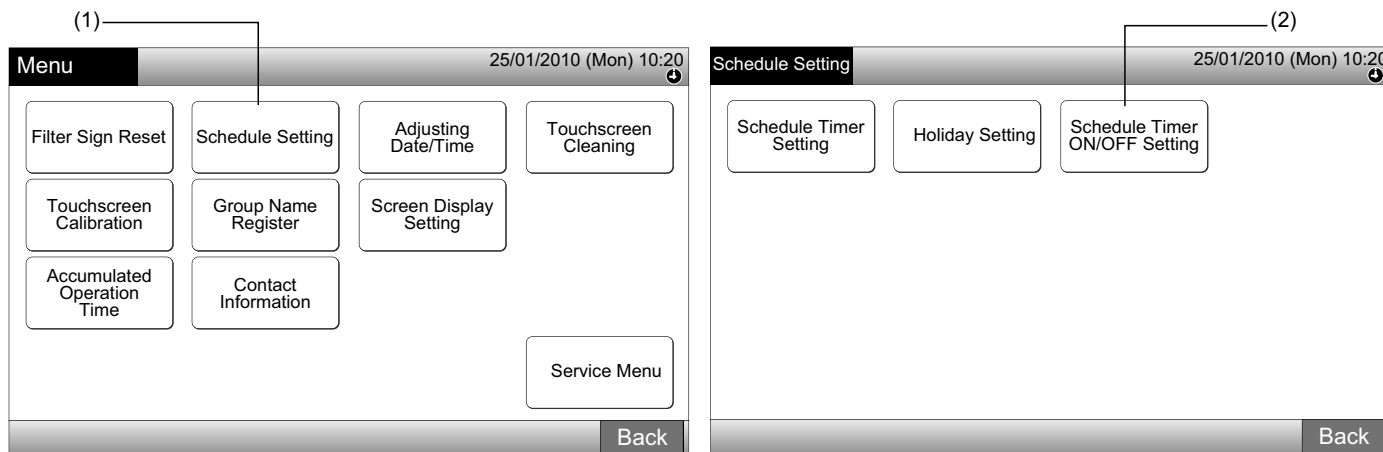 (1)
Menu
25/01/2010 (Mon) 10:20
Filter Sign Reset
Schedule Setting
Adjusting
Date/Time
Touchscreen
Cleaning
Touchscreen
Calibration
Group Name
Register
Screen Display
Setting
Accumulated
Operation
Time
Contact
Information
Service Menu
Back
(2)
Schedule Setting
25/01/2010 (Mon) 10:20
Schedule Timer
Setting
Holiday Setting
Schedule Timer
ON/OFF Setting
Back